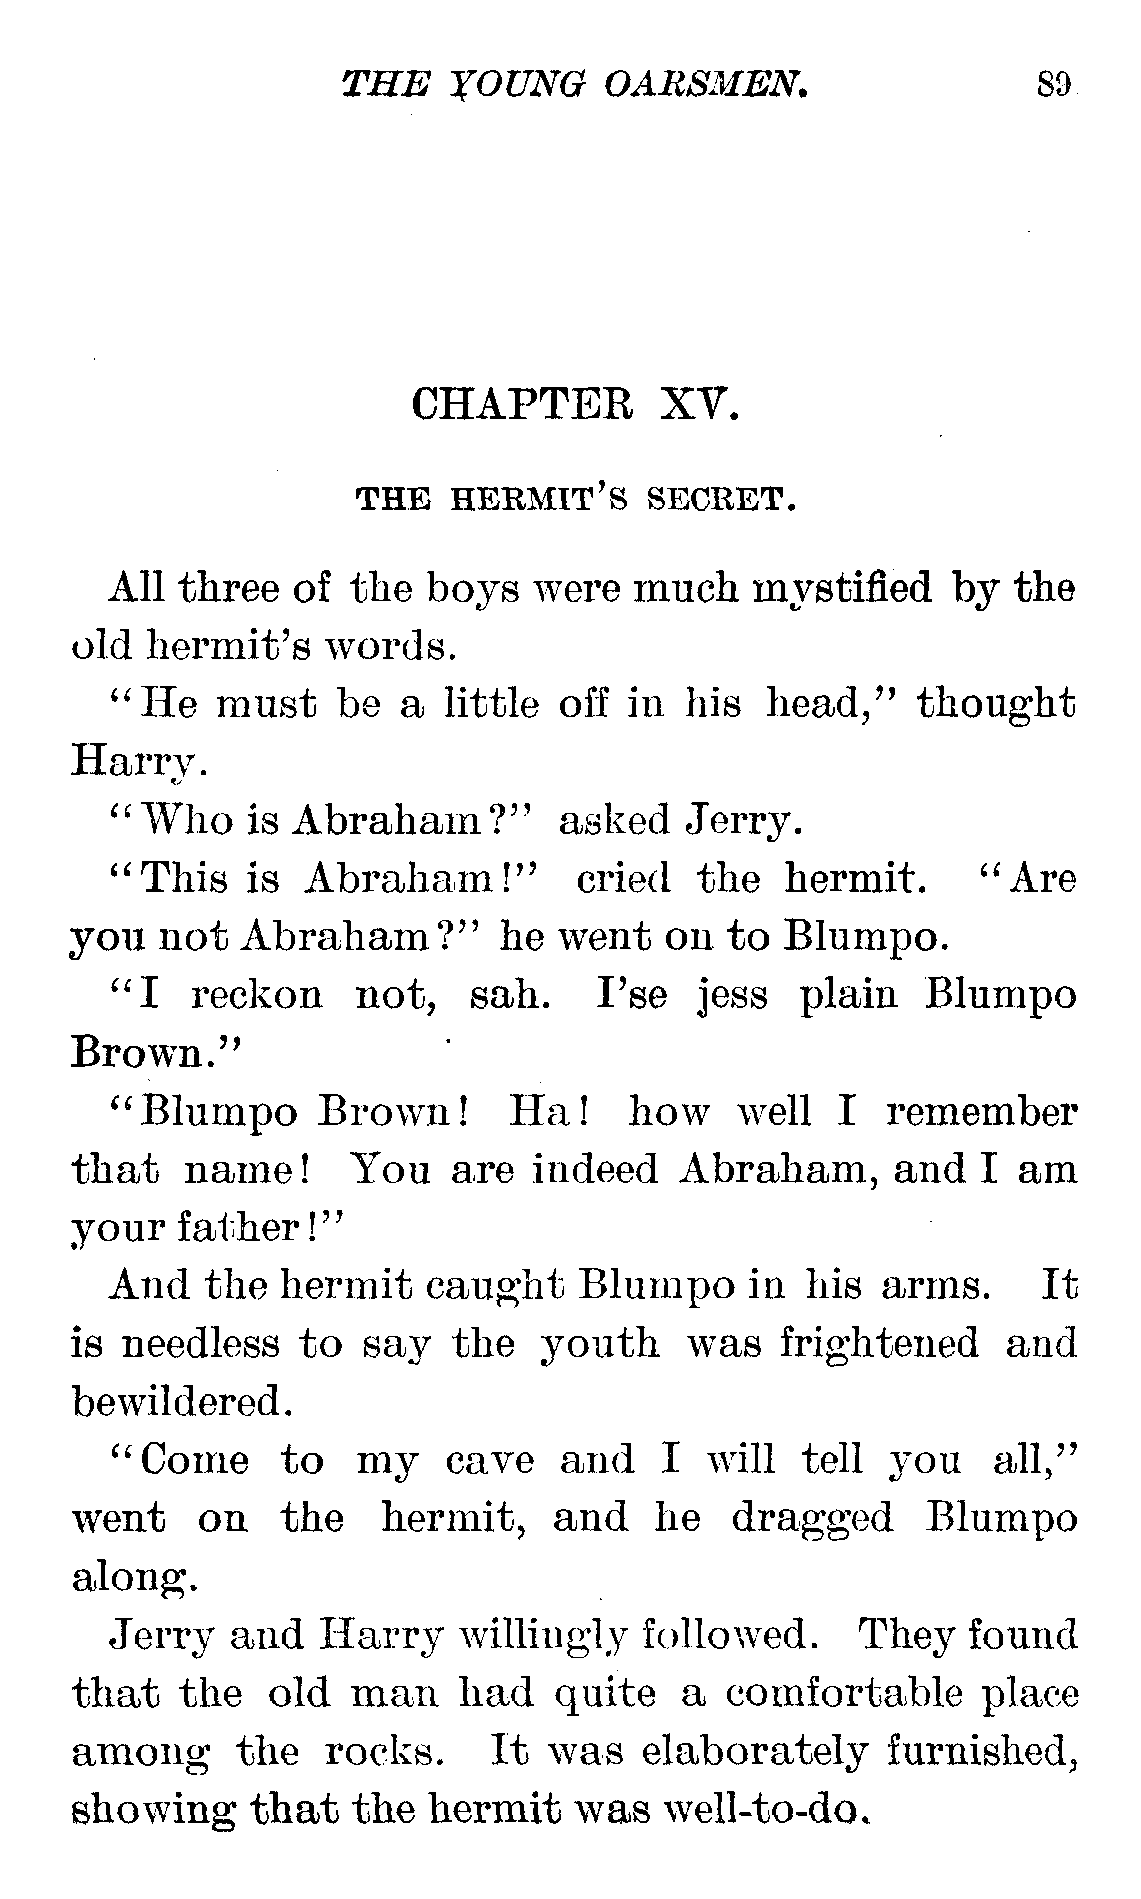 THE YOUNG OARSMEN. 89
CHAPTER XV.
THE HERMIT'S SECRET.
All three of the boys were much mystified by the
old hermit's words.
"He must be a little off in his head," thought
Harry.
"Who is Abraham?" asked Jerry.
"This is Abraham!" cried the hermit. "Are
you not Abraham?" he went on to Blumpo.
"I reckon not, sah. I'se jess plain Blumpo
Brown."
"Blumpo Brown! Ha! how well I remember
that name! You are indeed Abraham, and I am
your father!"
And the hermit caught Blumpo in his arms. It
is needless to say the youth was frightened and
bewildered.
"Come to my cave and I will tell you all,"
went on the hermit, and he dragged Blumpo
along.
Jerry and Harry willingly followed. They found
that the old man had quite a comfortable place
among the rocks. It was elaborately furnished,
showing that the hermit was well-to-do.